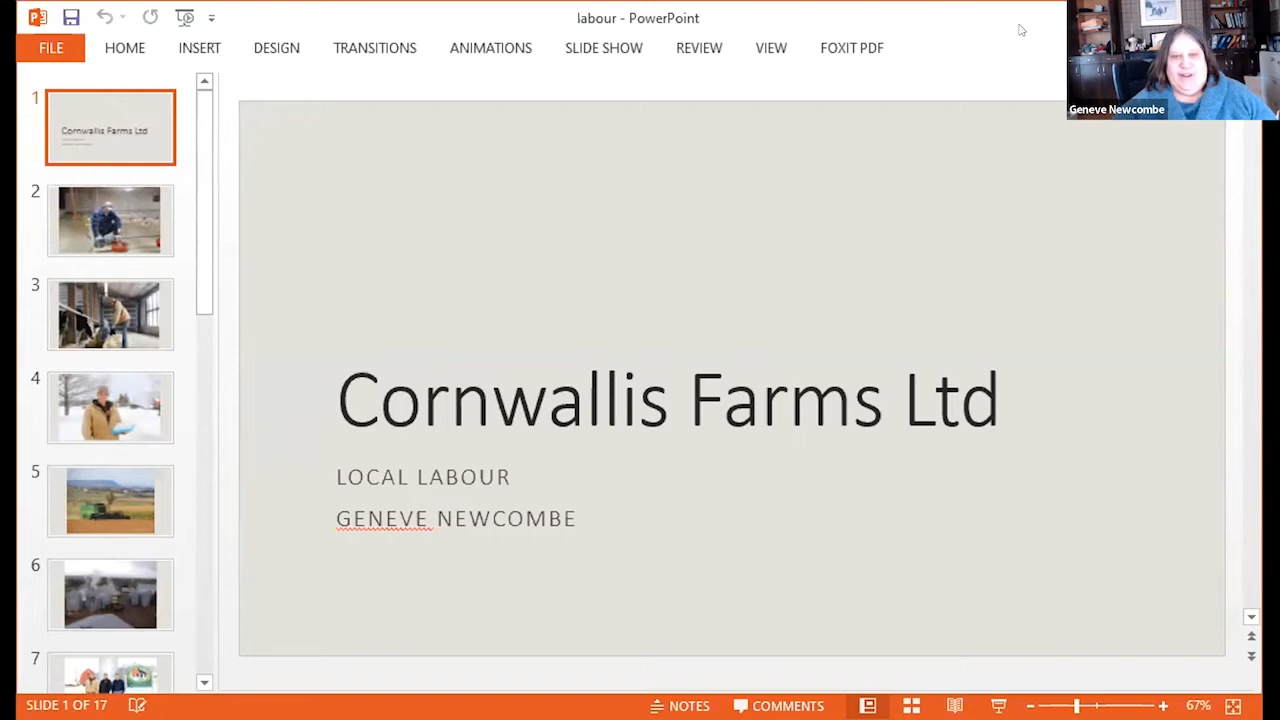 labour - PowerPoint
FILE
HOME
INSERT
DESIGN
TRANSITIONS
ANIMATIONS
SLIDE SHOW
REVIEW
VIEW
FOXIT PDF
Geneve Newcombe
1
Cornwallis Farms Ltd
2
3
4
5
6
7
Cornwallis Farms Ltd
LOCAL LABOUR
GENEVE NEWCOMBE
SLIDE 1 OF 17
NOTES
COMMENTS
67%